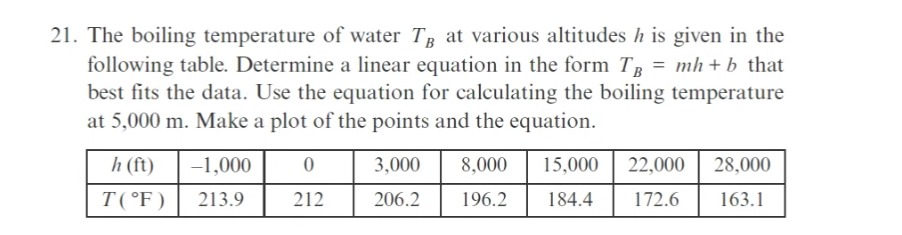 21. The boiling temperature of water T_B at various altitudes h is given in the
following table. Determine a linear equation in the form T_B = mh + b that
best fits the data. Use the equation for calculating the boiling temperature
at 5,000 m. Make a plot of the points and the equation.
h (ft) –1,000 0 3,000 8,000 15,000 22,000 28,000
T (°F) 213.9 212 206.2 196.2 184.4 172.6 163.1